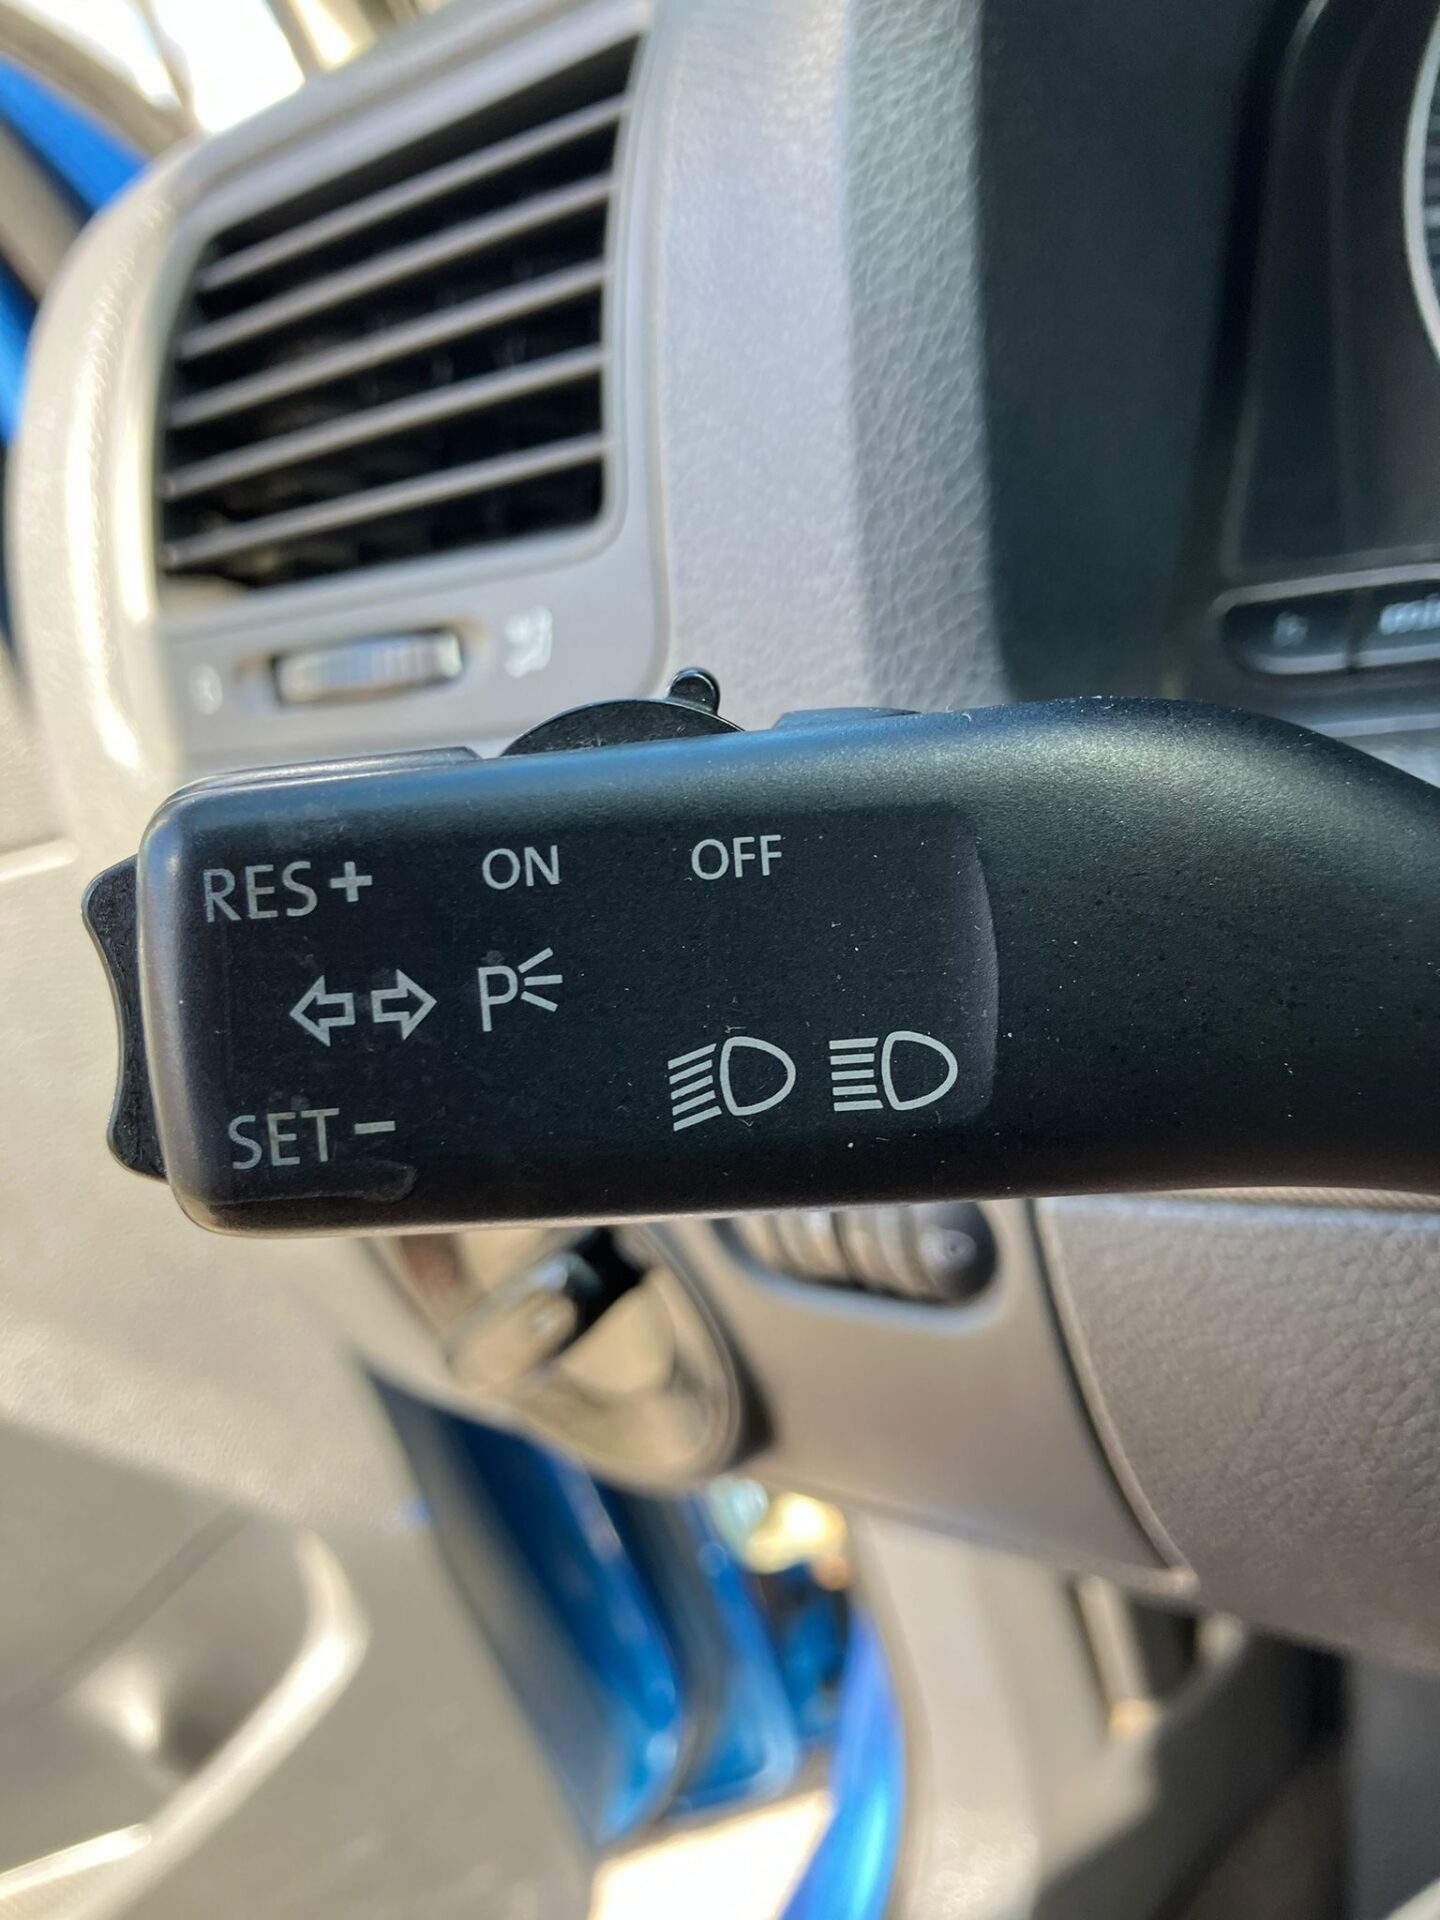 RES+ ON OFF
P
SET-